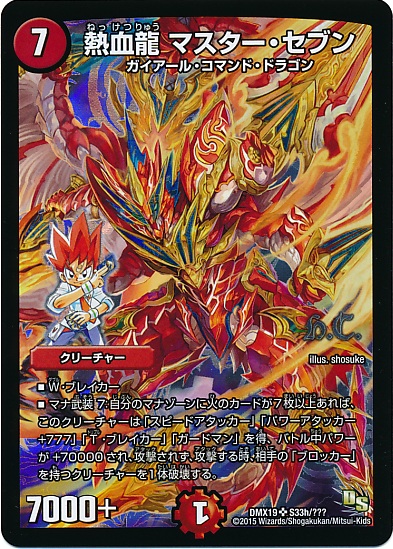 7
ねっけつりゅう
熱血龍 マスター・セブン
ガイアール・コマンド・ドラゴン
h.C.
illus. shosuke
クリーチャー
■W・ブレイカー
■マナ武装 7:自分のマナゾーンに火のカードが7枚以上あれば、
このクリーチャーは「スピードアタッカー」「パワーアタッカー
+777」「T・ブレイカー」「ガードマン」を得、バトル中パワー
が+70000され、攻撃されず、攻撃する時、相手の「ブロッカー」
を持つクリーチャーを1体破壊する。
7000+
1
DS
DMX19 S33h/???
©2015 Wizards/Shogakukan/Mitsui-Kids